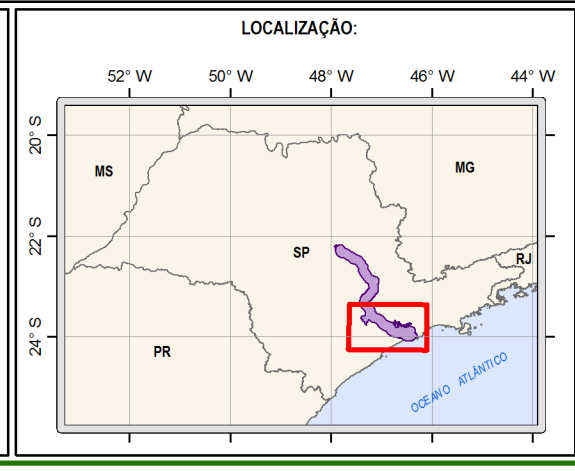 LOCALIZAÇÃO:
52° W 50° W 48° W 46° W 44° W
20° S
MS
MG
22° S
SP
RJ
24° S
PR
OCEANO ATLÂNTICO